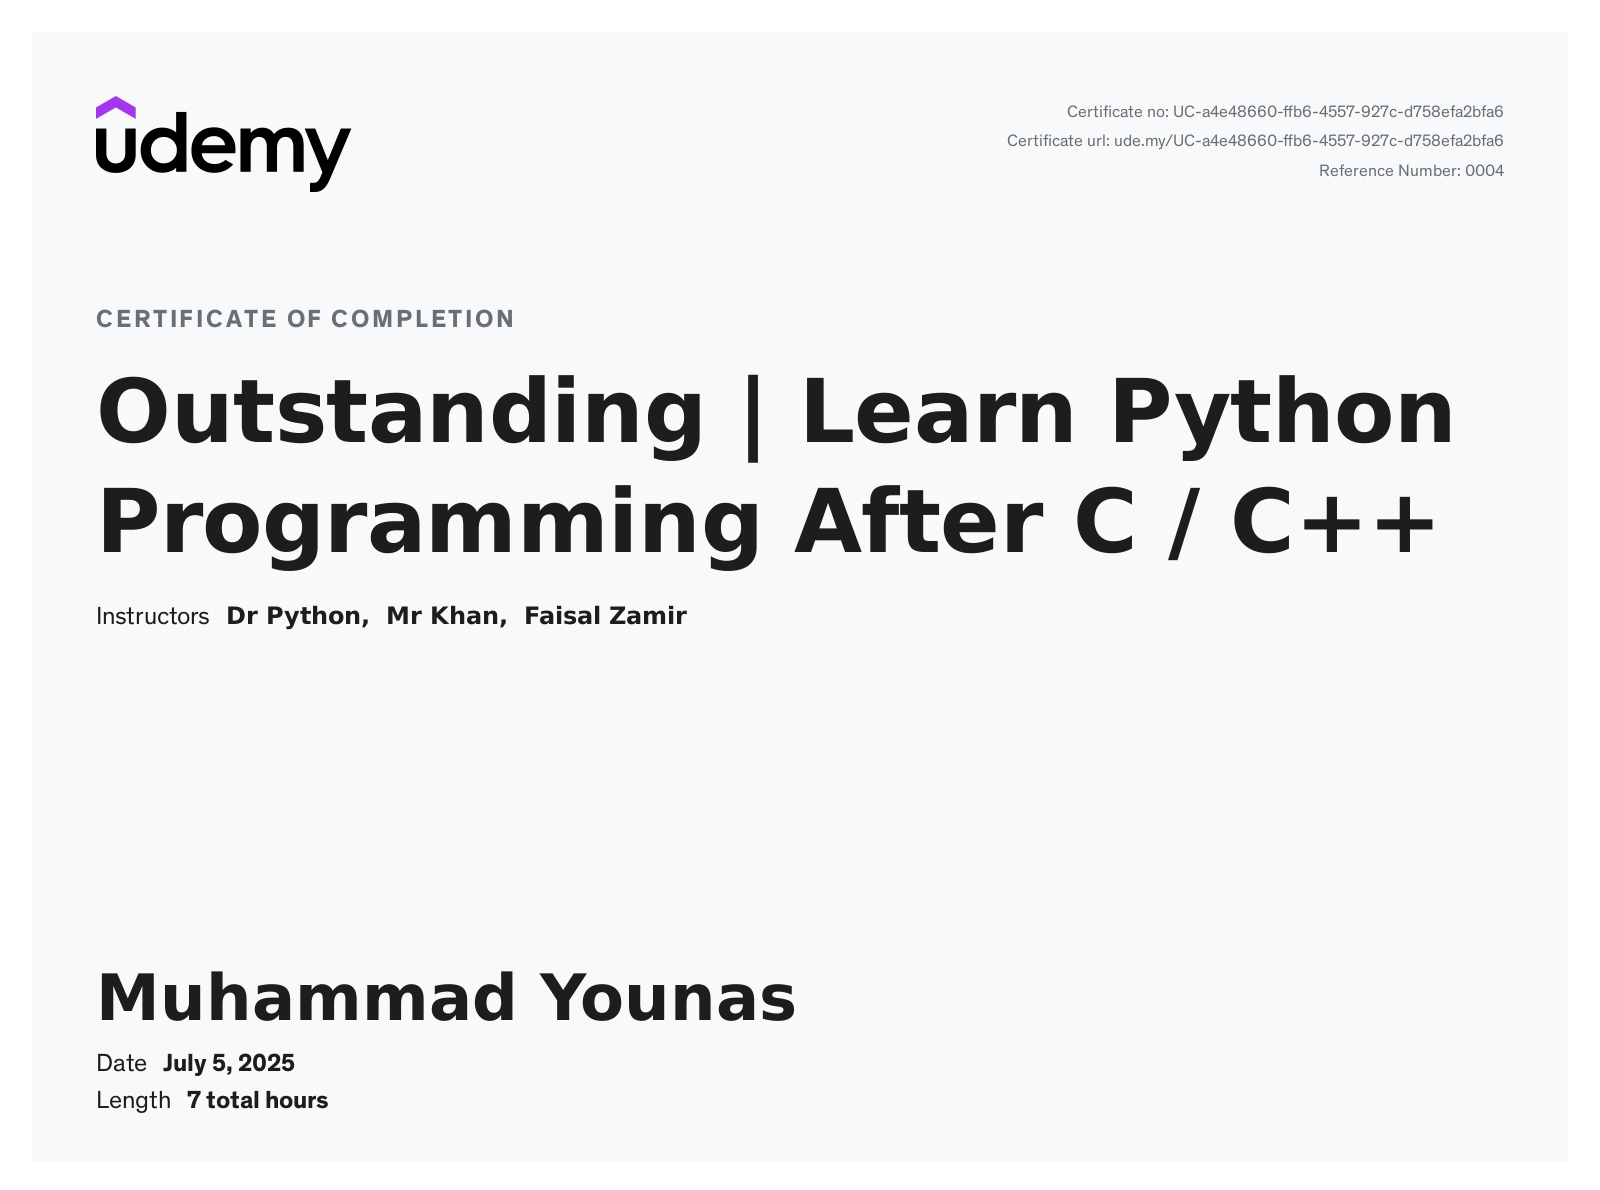 udemy
Certificate no: UC-a4e48660-ffb6-4557-927c-d758efa2bfa6
Certificate url: ude.my/UC-a4e48660-ffb6-4557-927c-d758efa2bfa6
Reference Number: 0004
CERTIFICATE OF COMPLETION
Outstanding | Learn Python
Programming After C / C++
Instructors Dr Python, Mr Khan, Faisal Zamir
Muhammad Younas
Date July 5, 2025
Length 7 total hours